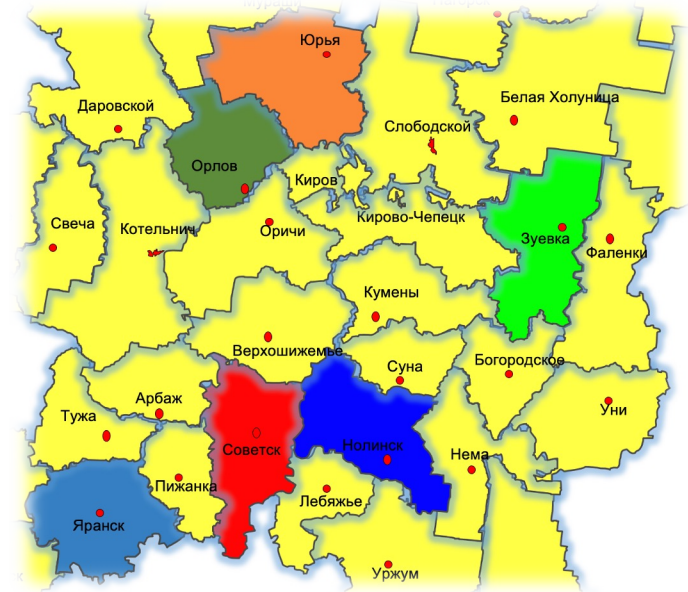 Юрья
Даровской
Белая Холуница
Слободской
Орлов
Киров
Свеча
Котельнич
Оричи
Кирово-Чепецк
Зуевка
Фаленки
Кумены
Верхошижемье
Суна
Богородское
Арбаж
Тужа
Уни
Советск
Нолинск
Нема
Пижанка
Лебяжье
Яранск
Уржум